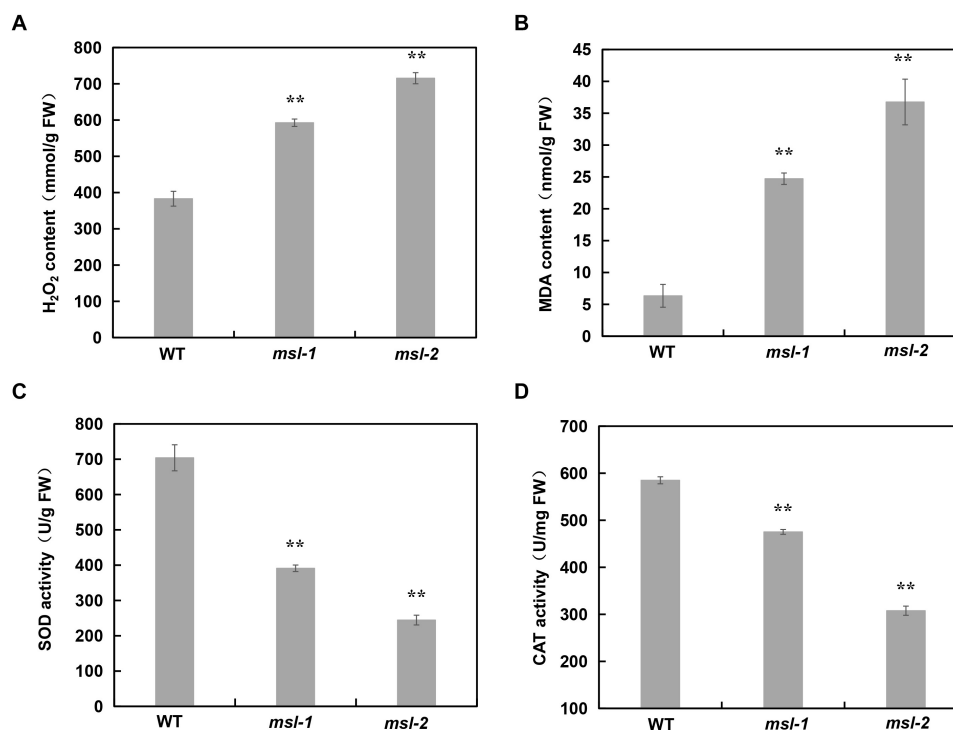 A
H₂O₂ content（mmol/g FW）
800
700
600
500
400
300
200
100
0
**
**
WT
msl-1
msl-2
B
MDA content（nmol/g FW）
45
40
35
30
25
20
15
10
5
0
**
**
WT
msl-1
msl-2
C
SOD activity（U/g FW）
800
700
600
500
400
300
200
100
0
**
**
WT
msl-1
msl-2
D
CAT activity（U/mg FW）
700
600
500
400
300
200
100
**
**
WT
msl-1
msl-2